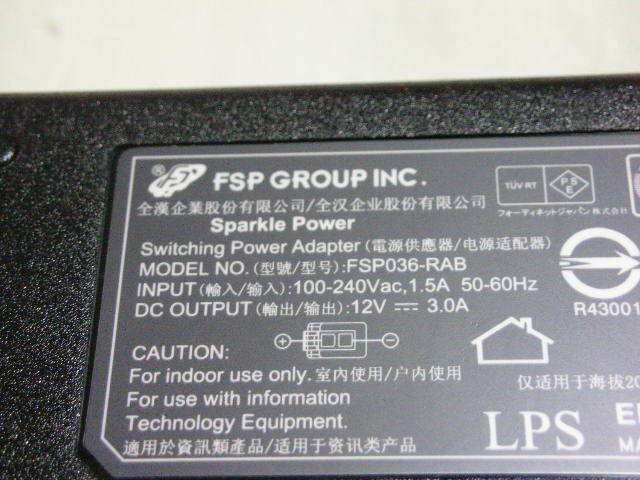 FSP GROUP INC.
全漢企業股份有限公司/全汉企业股份有限公司
Sparkle Power
Switching Power Adapter (電源供應器/电源适配器)
MODEL NO. (型號/型号):FSP036-RAB
INPUT (輸入/输入):100-240Vac,1.5A 50-60Hz
DC OUTPUT (輸出/输出):12V ⎓ 3.0A
CAUTION:
For indoor use only. 室內使用/户内使用
For use with information
Technology Equipment.
適用於資訊類產品/适用于资讯类产品
TÜV RT
PSE
フォーティネットジャパン株式会社
R43001
仅适用于海拔20
LPS
E
MA